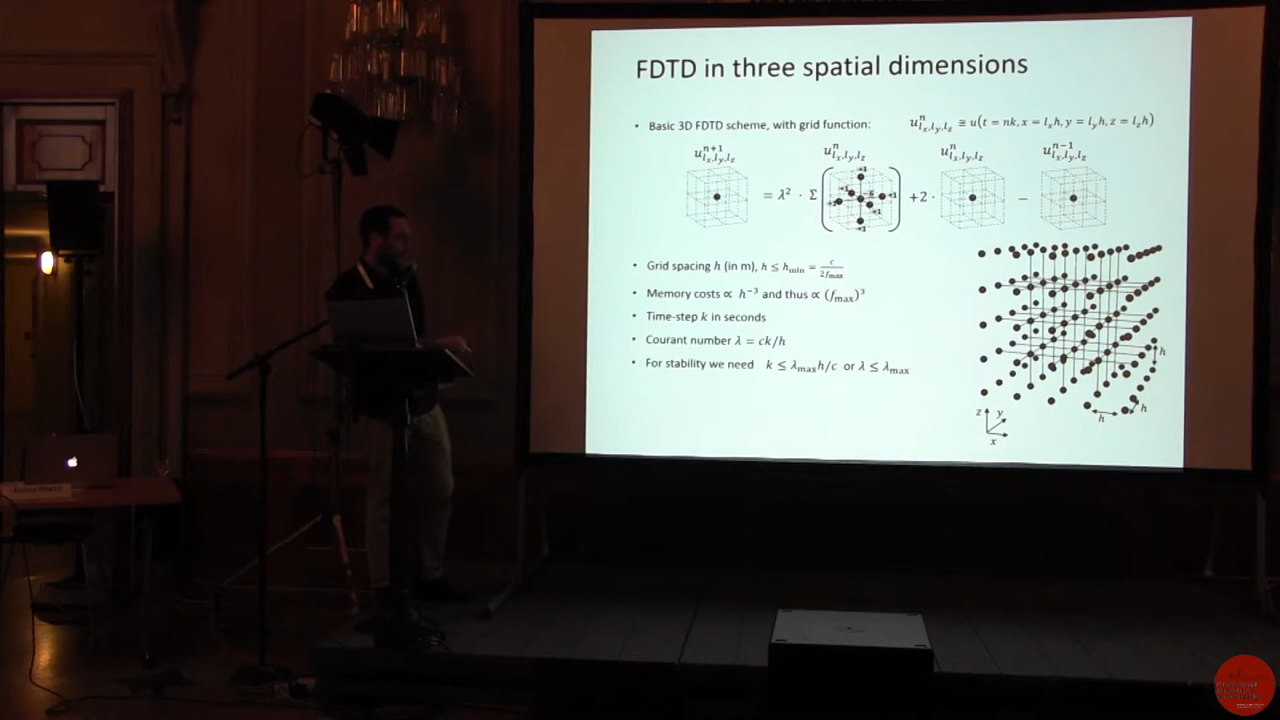 FDTD in three spatial dimensions
• Basic 3D FDTD scheme, with grid function: u^n_{l_x,l_y,l_z} ≅ u(t = nk, x = l_x h, y = l_y h, z = l_z h)
u^{n+1}_{l_x,l_y,l_z} u^n_{l_x,l_y,l_z} u^n_{l_x,l_y,l_z} u^{n-1}_{l_x,l_y,l_z}
= λ² · Σ ( ) +2 · −
• Grid spacing h (in m), h ≤ h_min = c/2f_max
• Memory costs ∝ h⁻³ and thus ∝ (f_max)³
• Time-step k in seconds
• Courant number λ = ck/h
• For stability we need k ≤ λ_max h/c or λ ≤ λ_max
h
h
h
z y
x